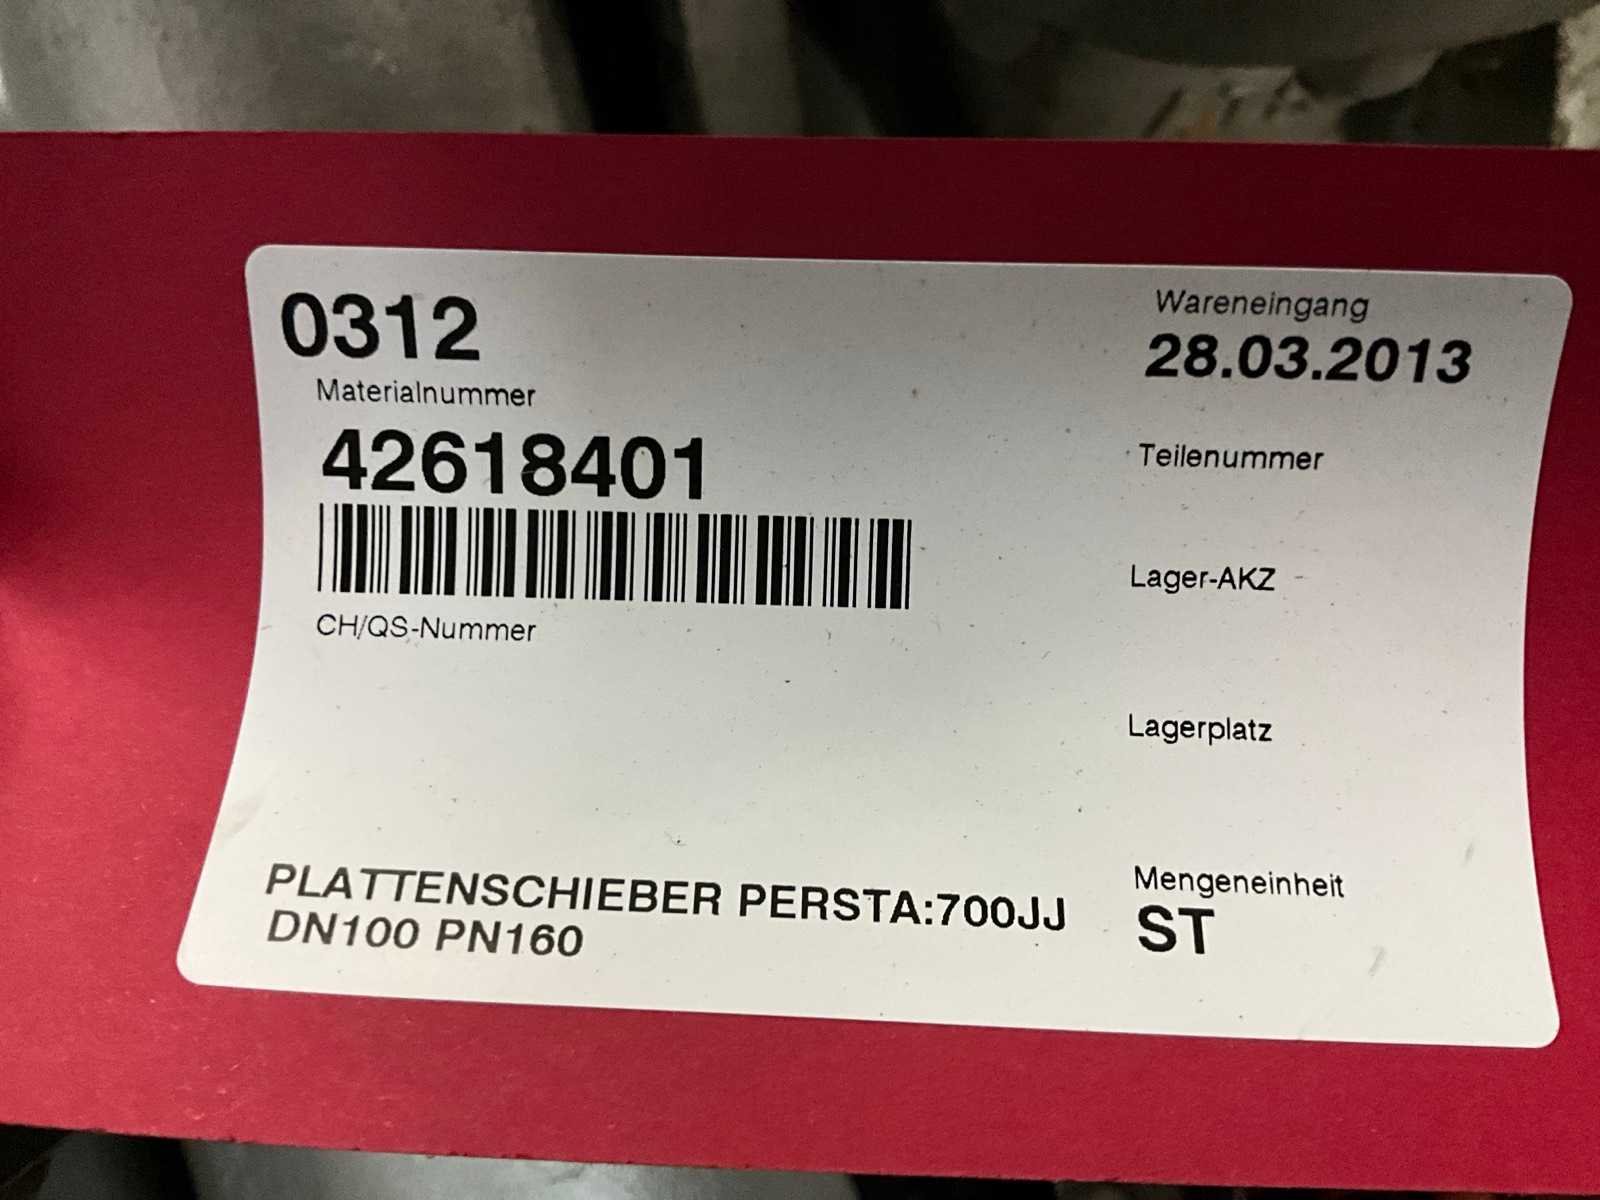 0312
Materialnummer
42618401
CH/QS-Nummer
Wareneingang
28.03.2013
Teilenummer
Lager-AKZ
Lagerplatz
PLATTENSCHIEBER PERSTA:700JJ
DN100 PN160
Mengeneinheit
ST